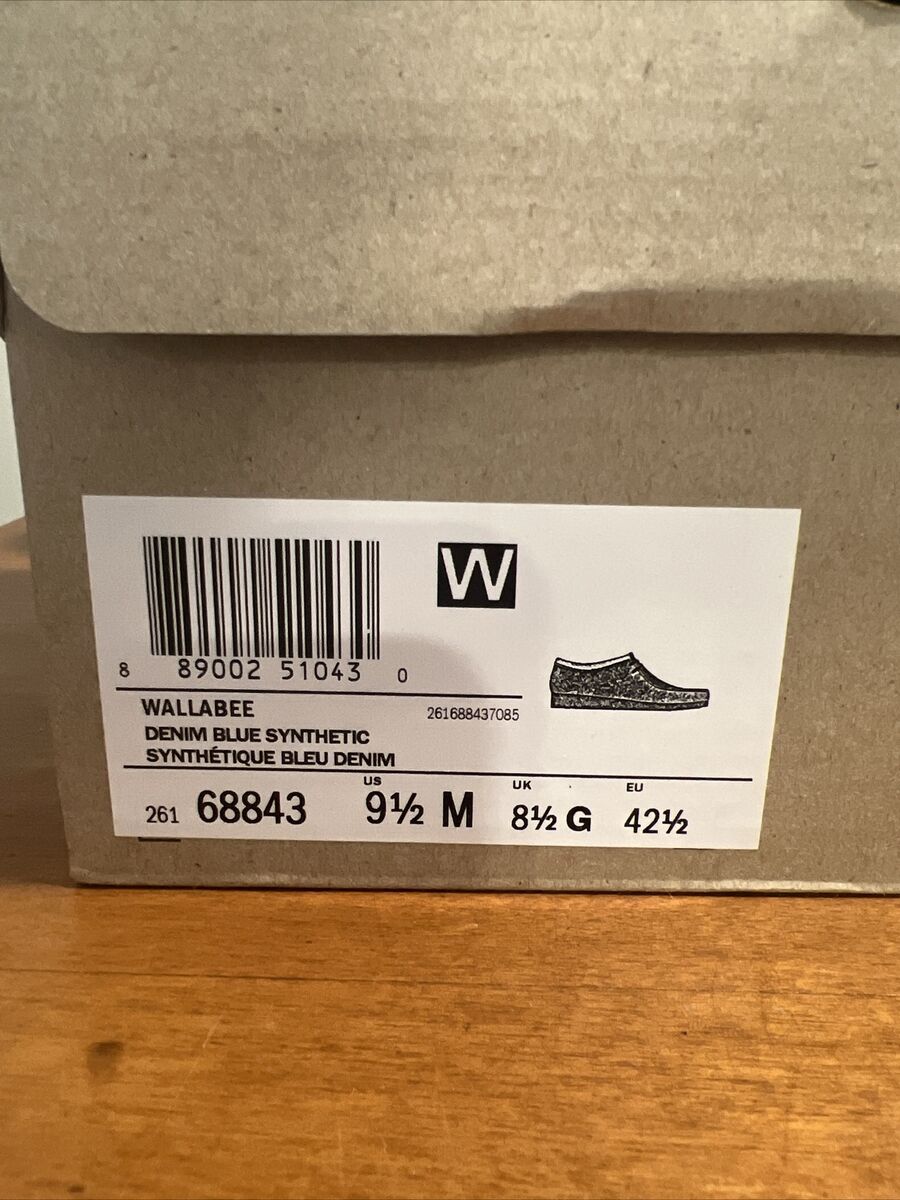 W
8 89002 51043 0
WALLABEE 261688437085
DENIM BLUE SYNTHETIC
SYNTHÉTIQUE BLEU DENIM
US UK EU
261 68843 9½ M 8½ G 42½